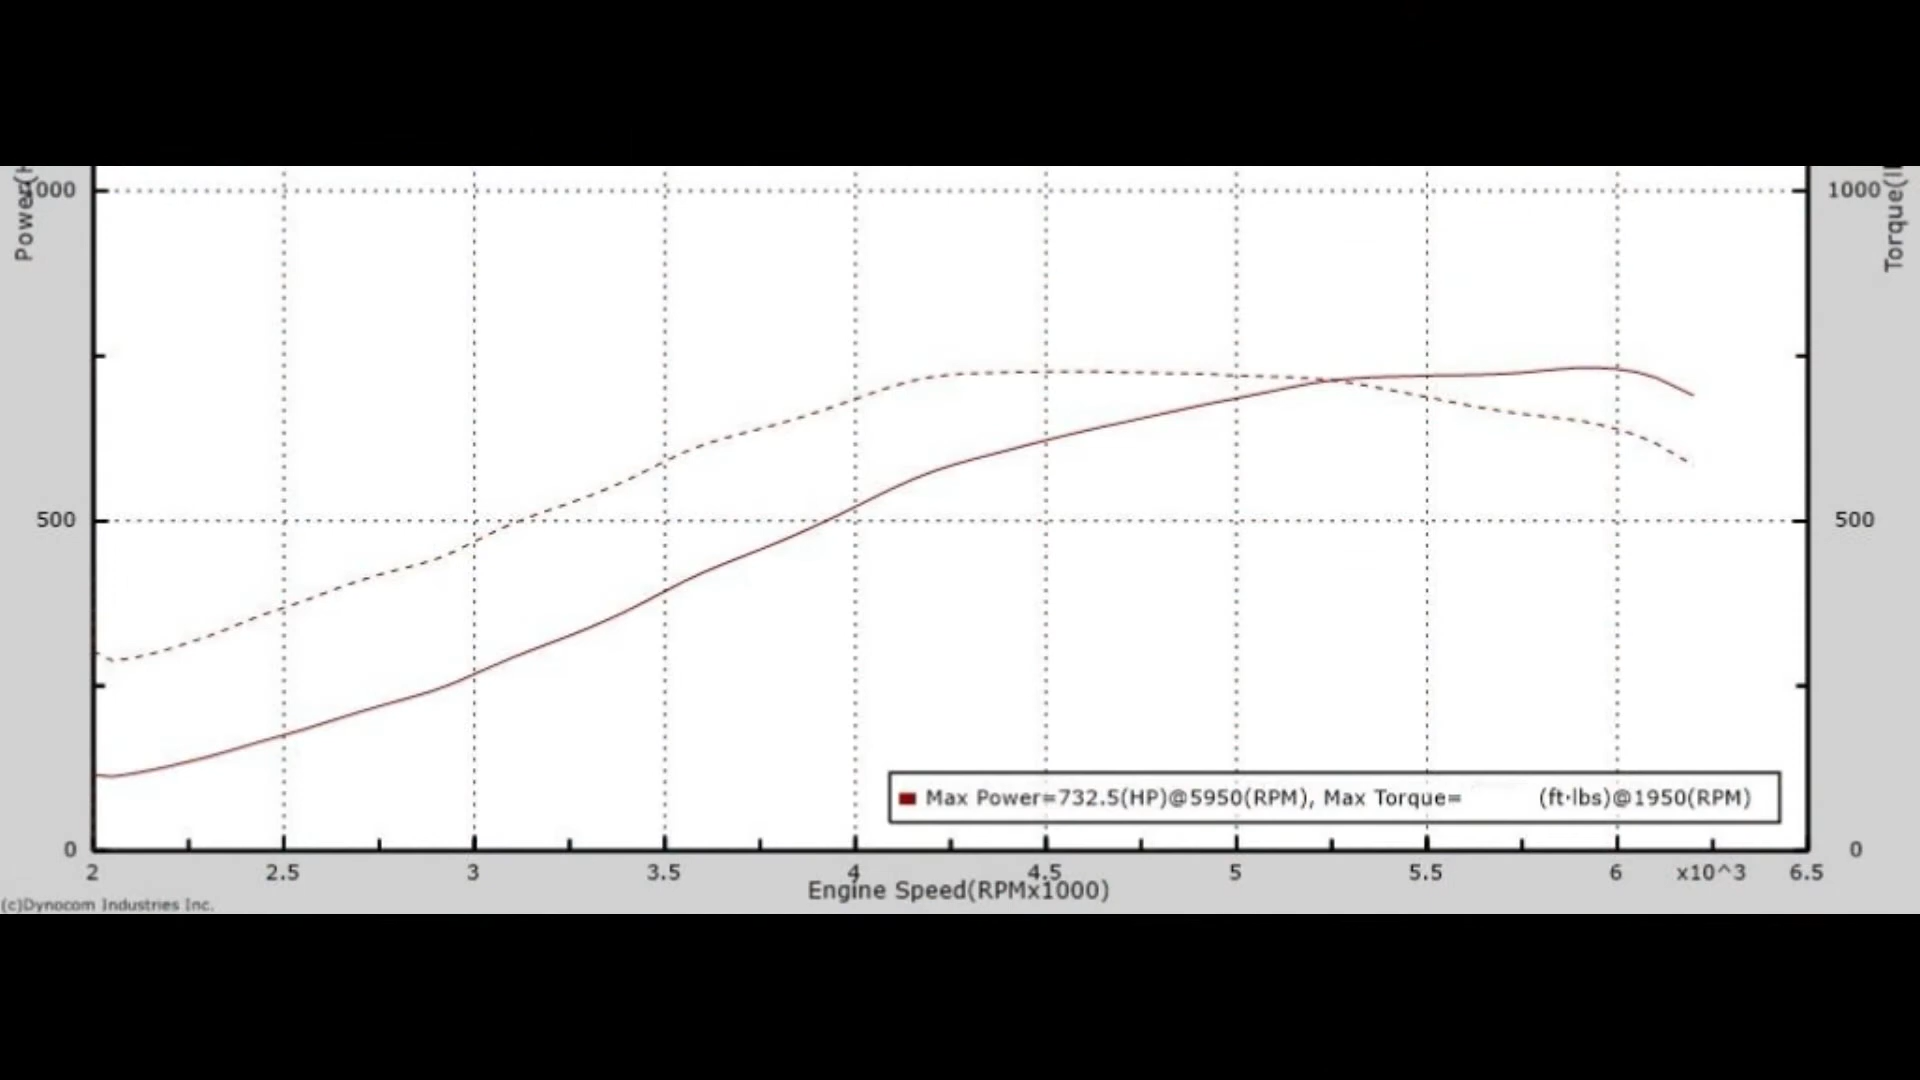 Power(
000
1000
Torque(
500
500
Max Power=732.5(HP)@5950(RPM), Max Torque= (ft·lbs)@1950(RPM)
0
0
2 2.5 3 3.5 4 4.5 5 5.5 6 x10^3 6.5
Engine Speed(RPMx1000)
(c)Dynocom Industries Inc.